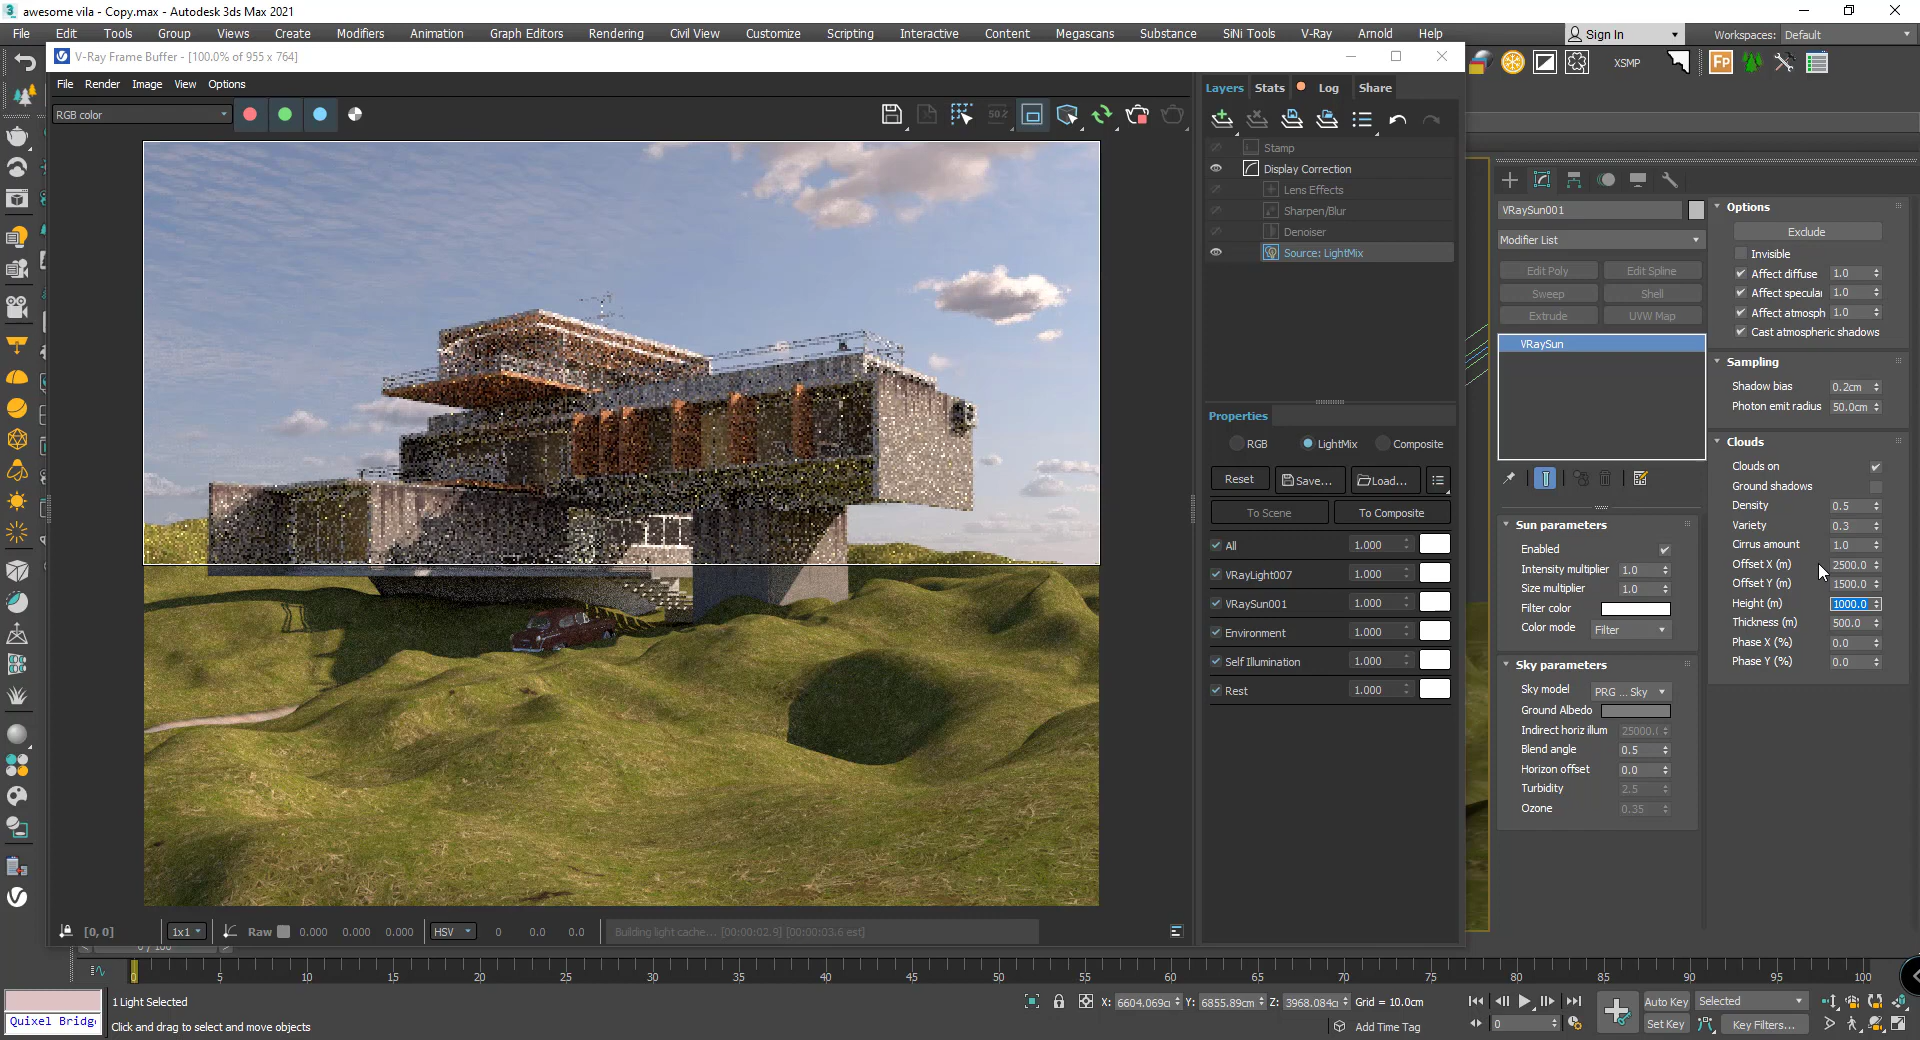 awesome vila - Copy.max - Autodesk 3ds Max 2021
File Edit Tools Group Views Create Modifiers Animation Graph Editors Rendering Civil View Customize Scripting Interactive Content Megascans Substance SiNi Tools V-Ray Arnold Help
Sign In
Workspaces: Default
V-Ray Frame Buffer - [100.0% of 955 x 764]
XSMP
Fp
File Render Image View Options
RGB color
50%
Layers Stats Log Share
Stamp
Display Correction
Lens Effects
Sharpen/Blur
Denoiser
Source: LightMix
Properties
RGB LightMix Composite
Reset Save... Load...
To Scene To Composite
All 1.000
VRayLight007 1.000
VRaySun001 1.000
Environment 1.000
Self Illumination 1.000
Rest 1.000
VRaySun001
Modifier List
Edit Poly Edit Spline
Sweep Shell
Extrude UVW Map
VRaySun
Sun parameters
Enabled
Intensity multiplier 1.0
Size multiplier 1.0
Filter color
Color mode Filter
Sky parameters
Sky model PRG ... Sky
Ground Albedo
Indirect horiz illum 25000.(
Blend angle 0.5
Horizon offset 0.0
Turbidity 2.5
Ozone 0.35
Options
Exclude
Invisible
Affect diffuse 1.0
Affect specular 1.0
Affect atmosph 1.0
Cast atmospheric shadows
Sampling
Shadow bias 0.2cm
Photon emit radius 50.0cm
Clouds
Clouds on
Ground shadows
Density 0.5
Variety 0.3
Cirrus amount 1.0
Offset X (m) 2500.0
Offset Y (m) 1500.0
Height (m) 1000.0
Thickness (m) 500.0
Phase X (%) 0.0
Phase Y (%) 0.0
[0, 0] 1x1 Raw 0.000 0.000 0.000 HSV 0 0.0 0.0 Building light cache... [00:00:02.9] [00:00:03.6 est]
0 / 100
0 5 10 15 20 25 30 35 40 45 50 55 60 65 70 75 80 85 90 95 100
1 Light Selected
X: 6604.069c Y: 6855.89cm Z: 3968.084c Grid = 10.0cm
Auto Key Selected
Quixel Bridg
Click and drag to select and move objects
Add Time Tag
0
Set Key Key Filters...